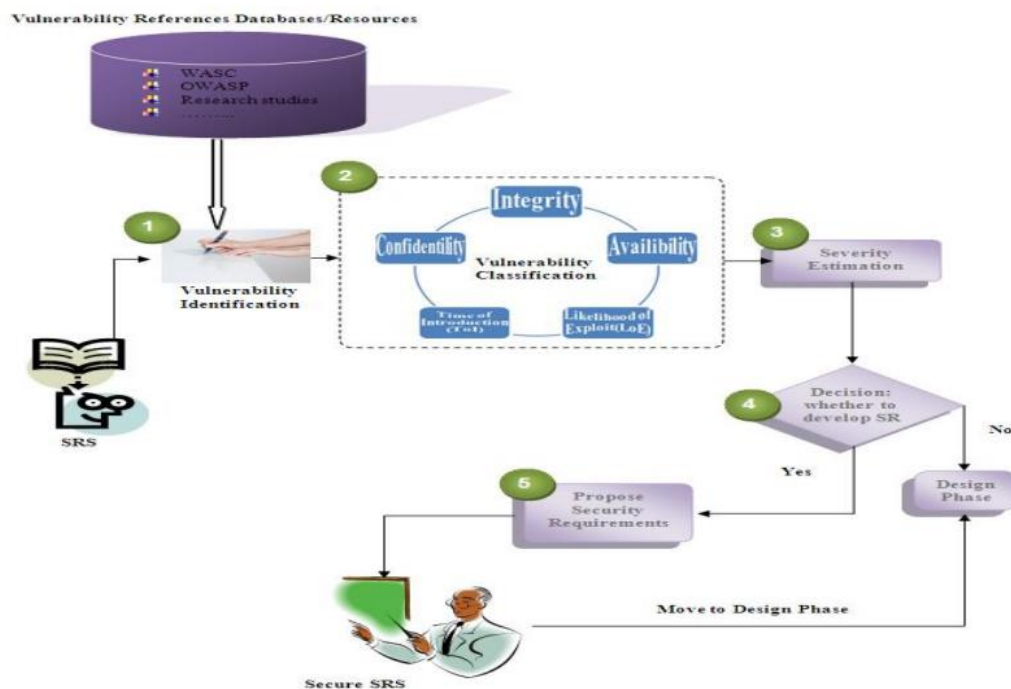 Vulnerability References Databases/Resources
WASC
OWASP
Research studies
.........
2
Integrity
1
Confidentility
Availibility
3
Vulnerability
Classification
Severity
Estimation
Vulnerability
Identification
Time of
Introduction
(ToI)
Likelihood of
Exploit(LoE)
SRS
4
Decision:
whether to
develop SR
No
Yes
5
Propose
Security
Requirements
Design
Phase
Move to Design Phase
Secure SRS